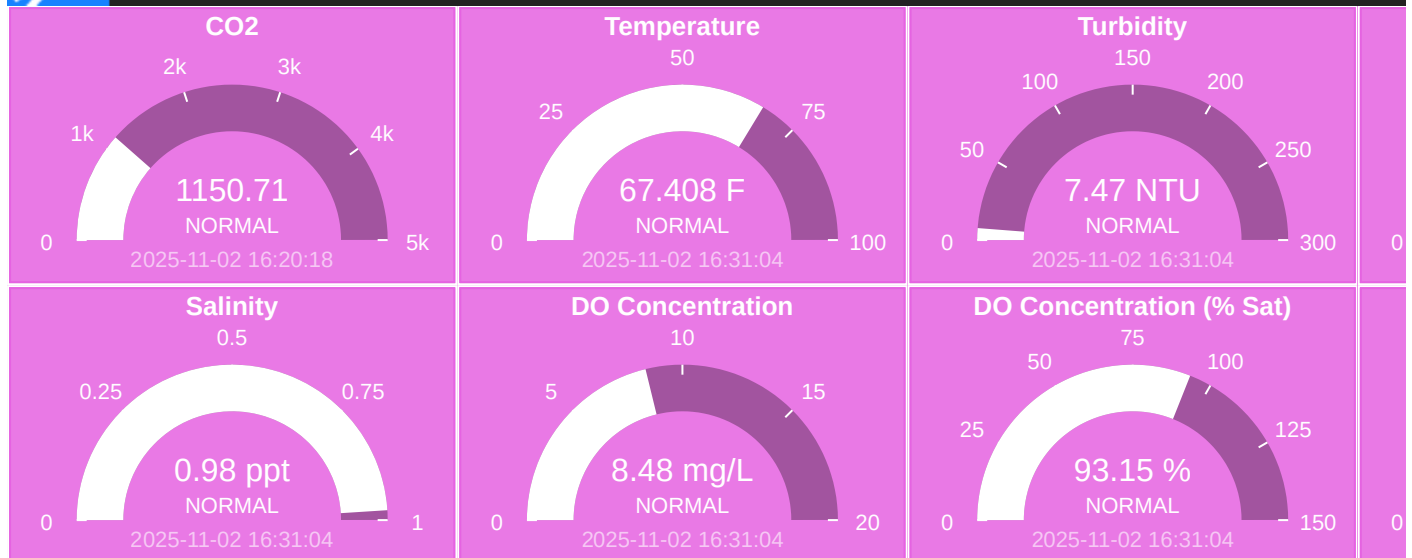 CO2
0
1k
2k
3k
4k
5k
1150.71
NORMAL
2025-11-02 16:20:18
Temperature
0
25
50
75
100
67.408 F
NORMAL
2025-11-02 16:31:04
Turbidity
0
50
100
150
200
250
300
7.47 NTU
NORMAL
2025-11-02 16:31:04
0
Salinity
0
0.25
0.5
0.75
1
0.98 ppt
NORMAL
2025-11-02 16:31:04
DO Concentration
0
5
10
15
20
8.48 mg/L
NORMAL
2025-11-02 16:31:04
DO Concentration (% Sat)
0
25
50
75
100
125
150
93.15 %
NORMAL
2025-11-02 16:31:04
0